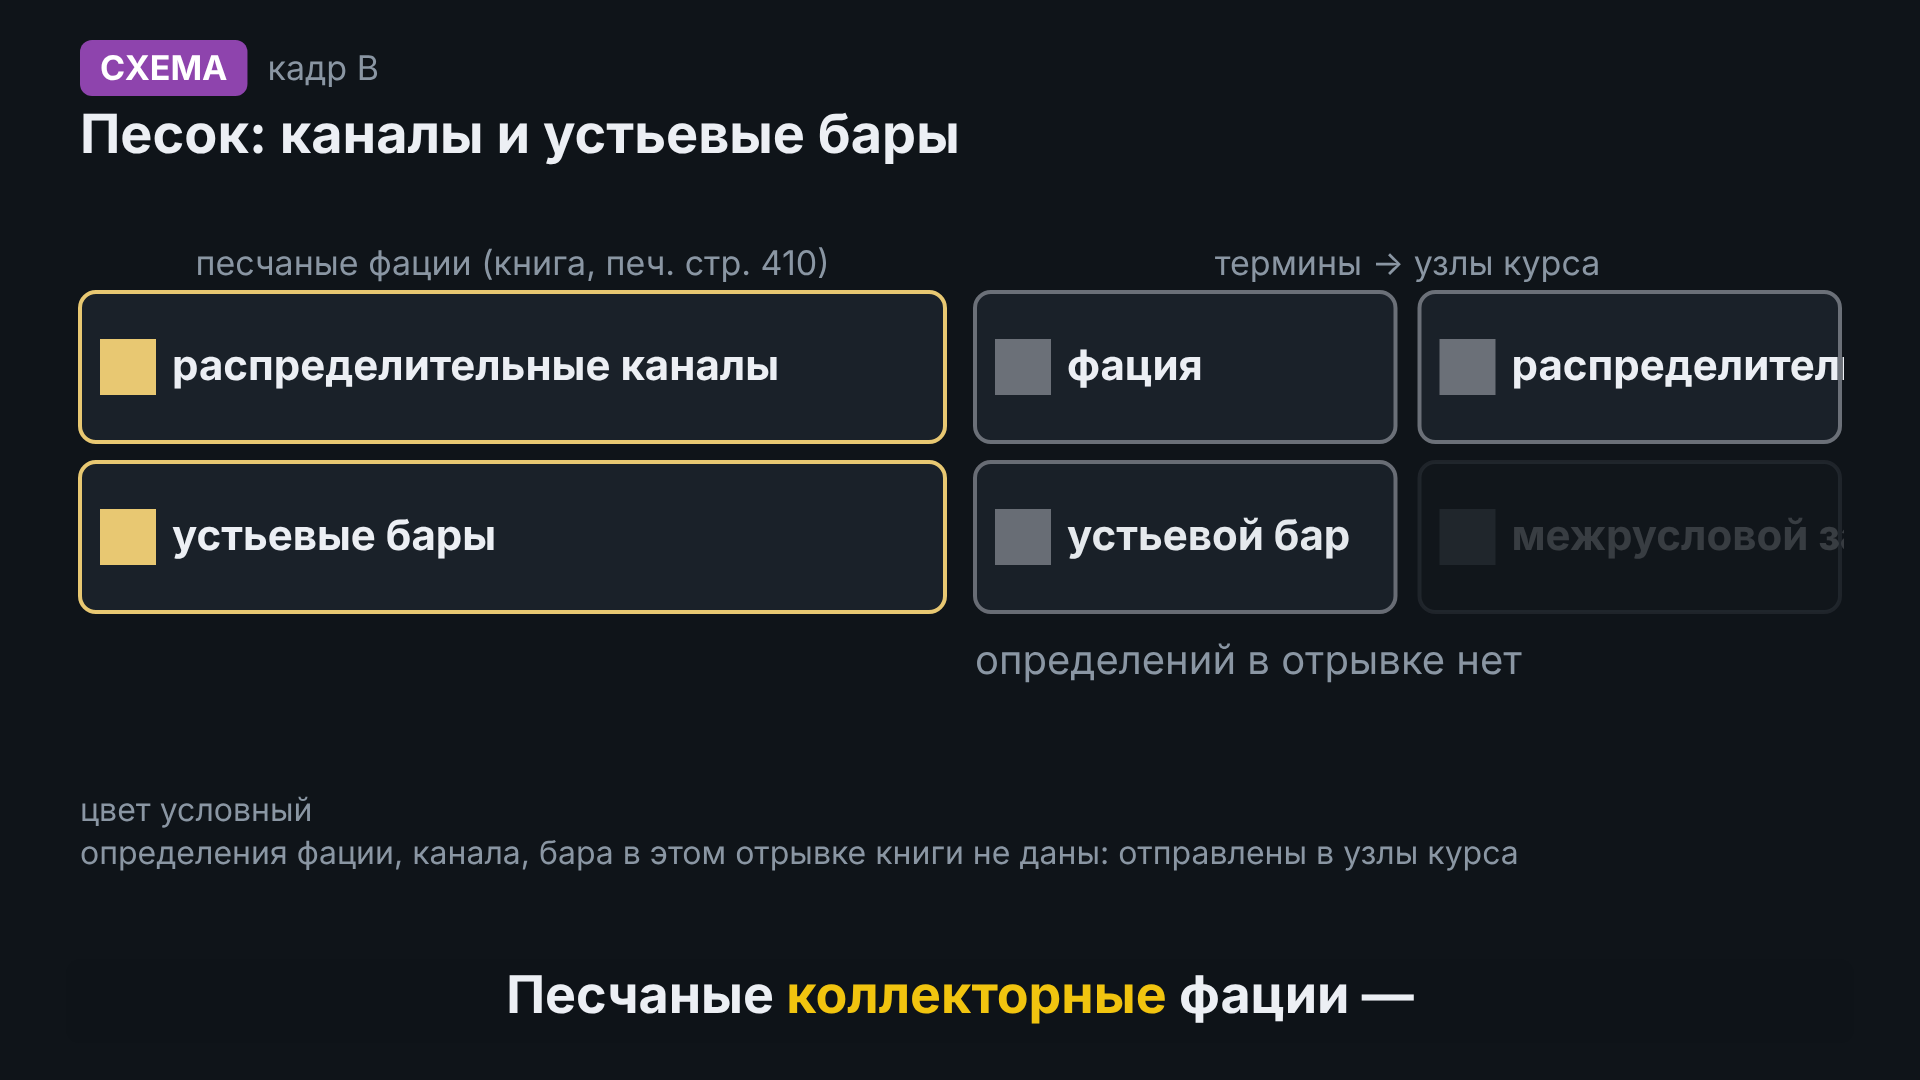 СХЕМА кадр B
Песок: каналы и устьевые бары
песчаные фации (книга, печ. стр. 410)
термины → узлы курса
распределительные каналы
фация
распределител
устьевые бары
устьевой бар
межрусловой за
определений в отрывке нет
цвет условный
определения фации, канала, бара в этом отрывке книги не даны: отправлены в узлы курса
Песчаные коллекторные фации —